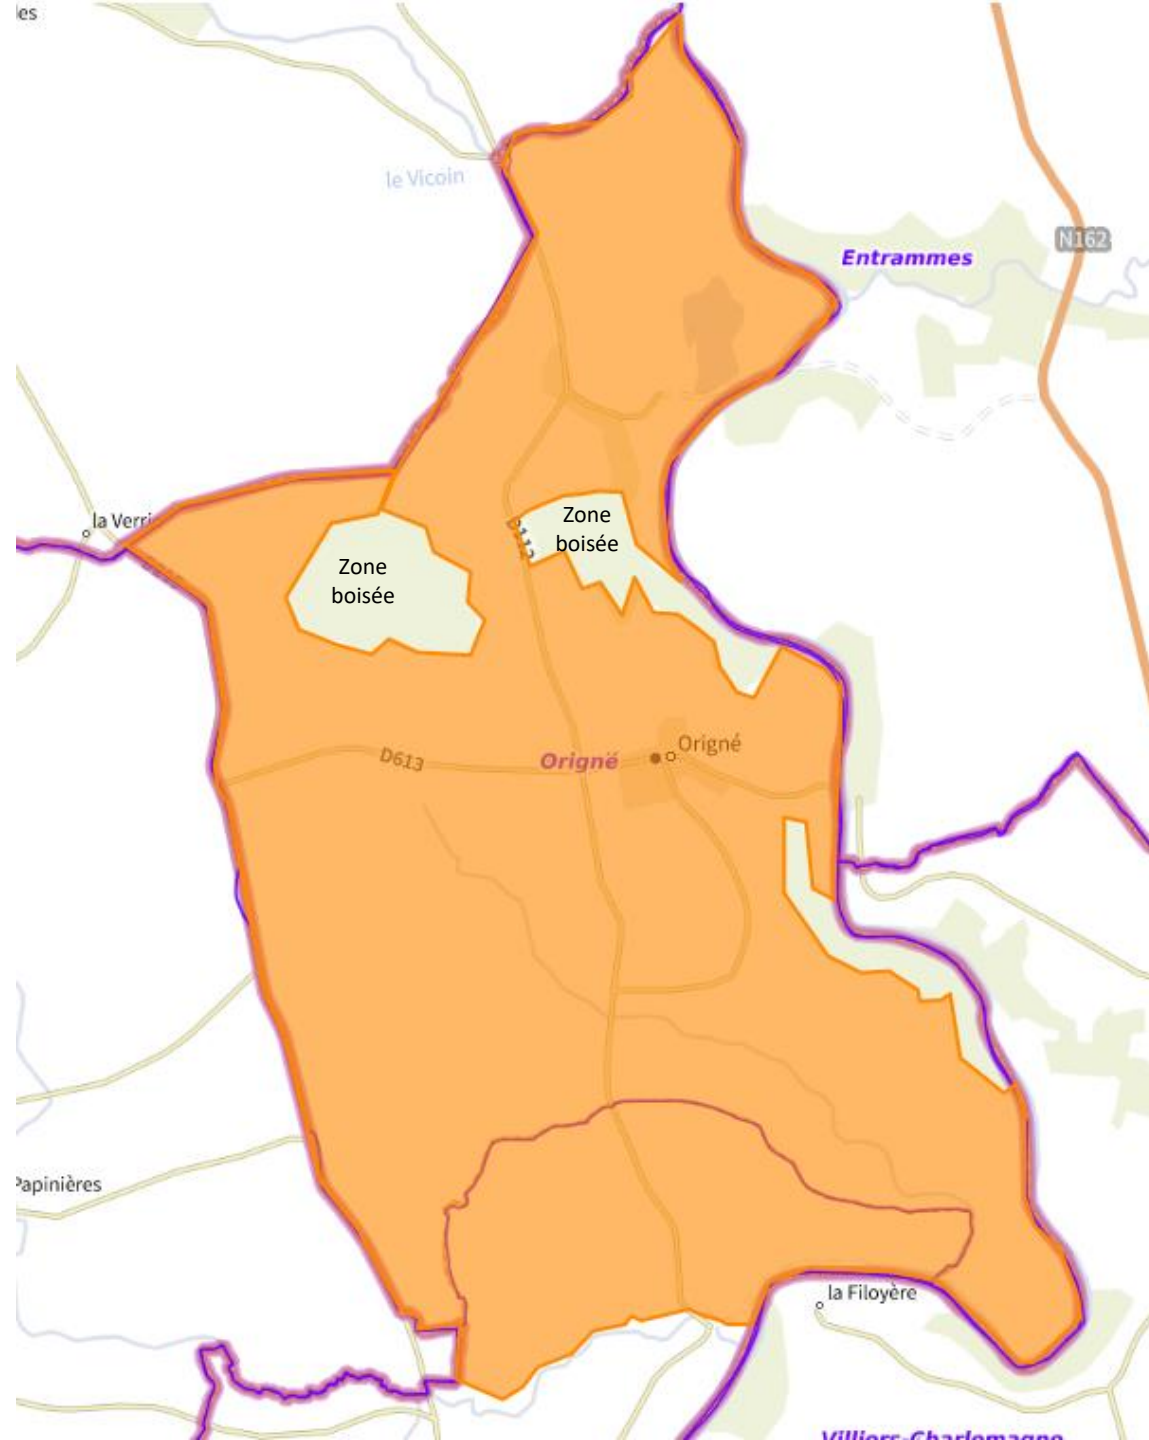 les
le Vicoin
N162
Entrammes
la Verri
Zone
boisée
D112
Zone
boisée
Origné
Origné
D613
Papinières
la Filoyère
Villiers-Charlemagne